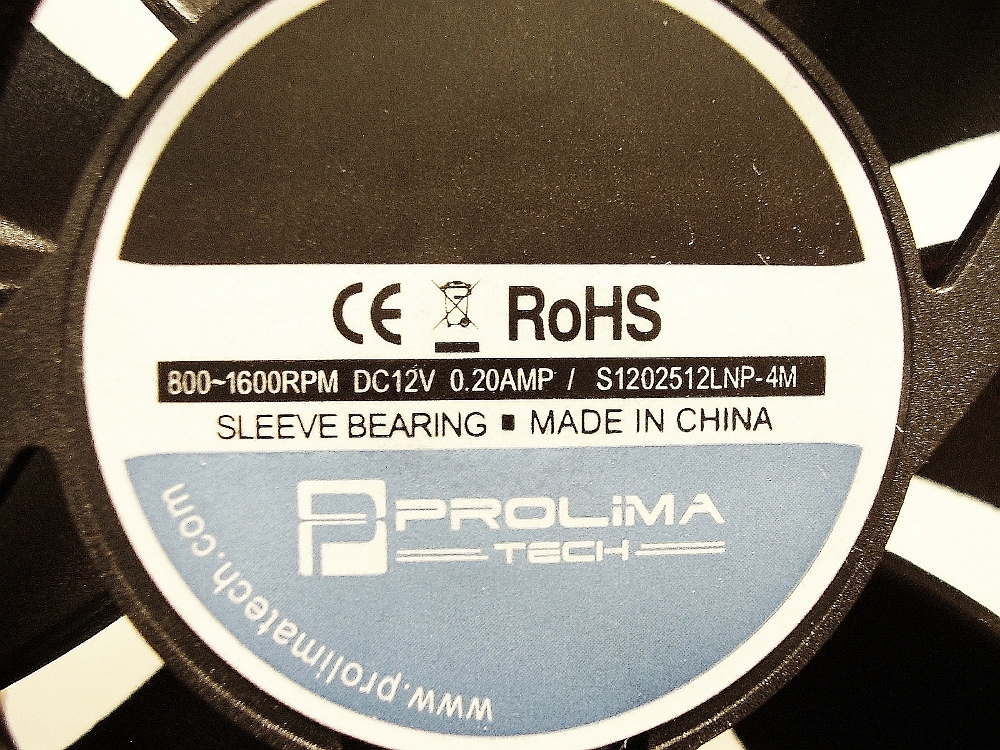 CE RoHS
800~1600RPM DC12V 0.20AMP / S1202512LNP-4M
SLEEVE BEARING ▪ MADE IN CHINA
PROLiMA
TECH
www.prolimatech.com